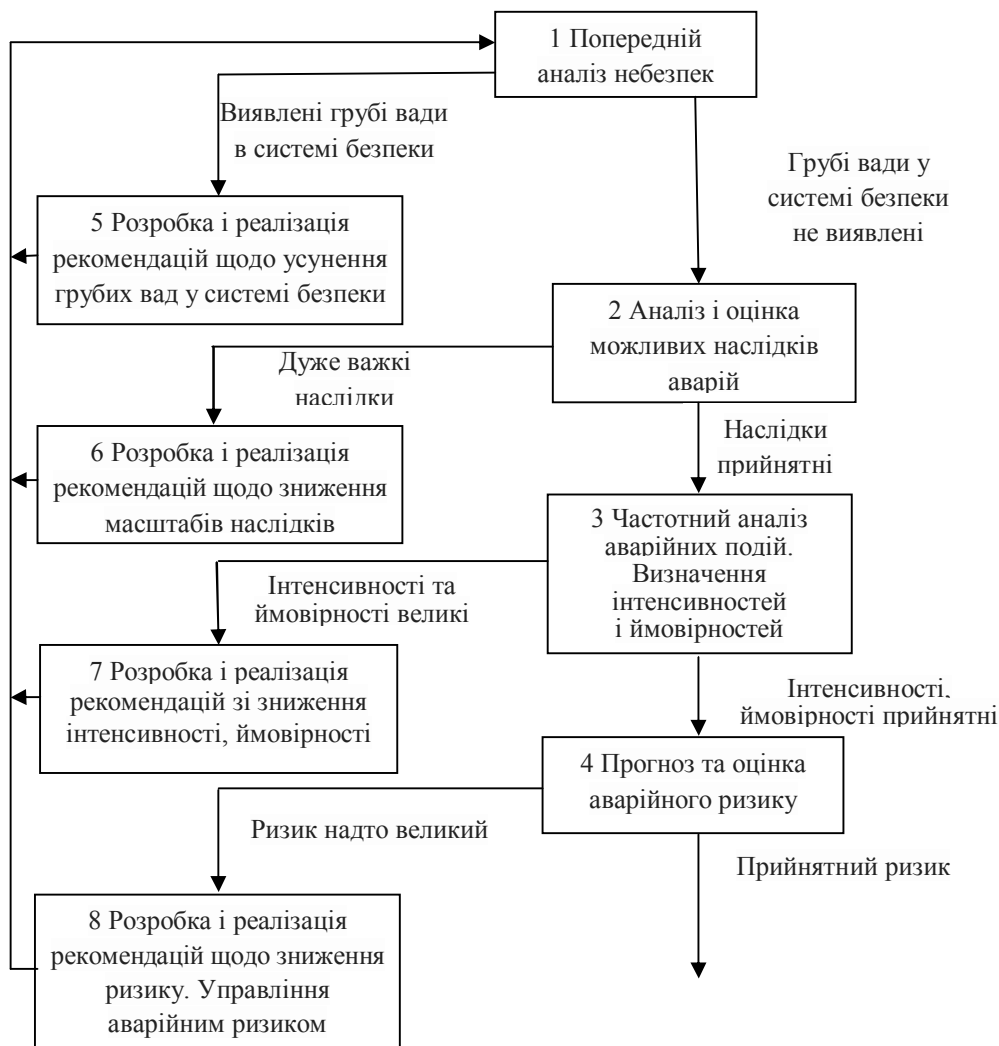 1 Попередній
аналіз небезпек
Виявлені грубі вади
в системі безпеки
Грубі вади у
системі безпеки
не виявлені
5 Розробка і реалізація
рекомендацій щодо усунення
грубих вад у системі безпеки
2 Аналіз і оцінка
можливих наслідків
аварій
Дуже важкі
наслідки
Наслідки
прийнятні
6 Розробка і реалізація
рекомендацій щодо зниження
масштабів наслідків
3 Частотний аналіз
аварійних подій.
Визначення
інтенсивностей
і ймовірностей
Інтенсивності та
ймовірності великі
7 Розробка і реалізація
рекомендацій зі зниження
інтенсивності, ймовірності
Інтенсивності,
ймовірності прийнятні
4 Прогноз та оцінка
аварійного ризику
Ризик надто великий
Прийнятний ризик
8 Розробка і реалізація
рекомендацій щодо зниження
ризику. Управління
аварійним ризиком